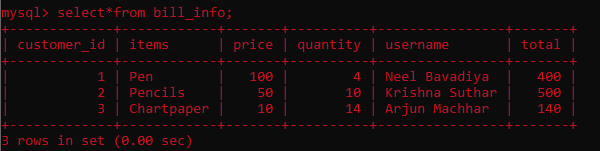 mysql> select*from bill_info;
+-------------+------------+-------+----------+----------------+-------+
| customer_id | items      | price | quantity | username       | total |
+-------------+------------+-------+----------+----------------+-------+
|           1 | Pen        |   100 |        4 | Neel Bavadiya  |   400 |
|           2 | Pencils    |    50 |       10 | Krishna Suthar |   500 |
|           3 | Chartpaper |    10 |       14 | Arjun Machhar  |   140 |
+-------------+------------+-------+----------+----------------+-------+
3 rows in set (0.00 sec)